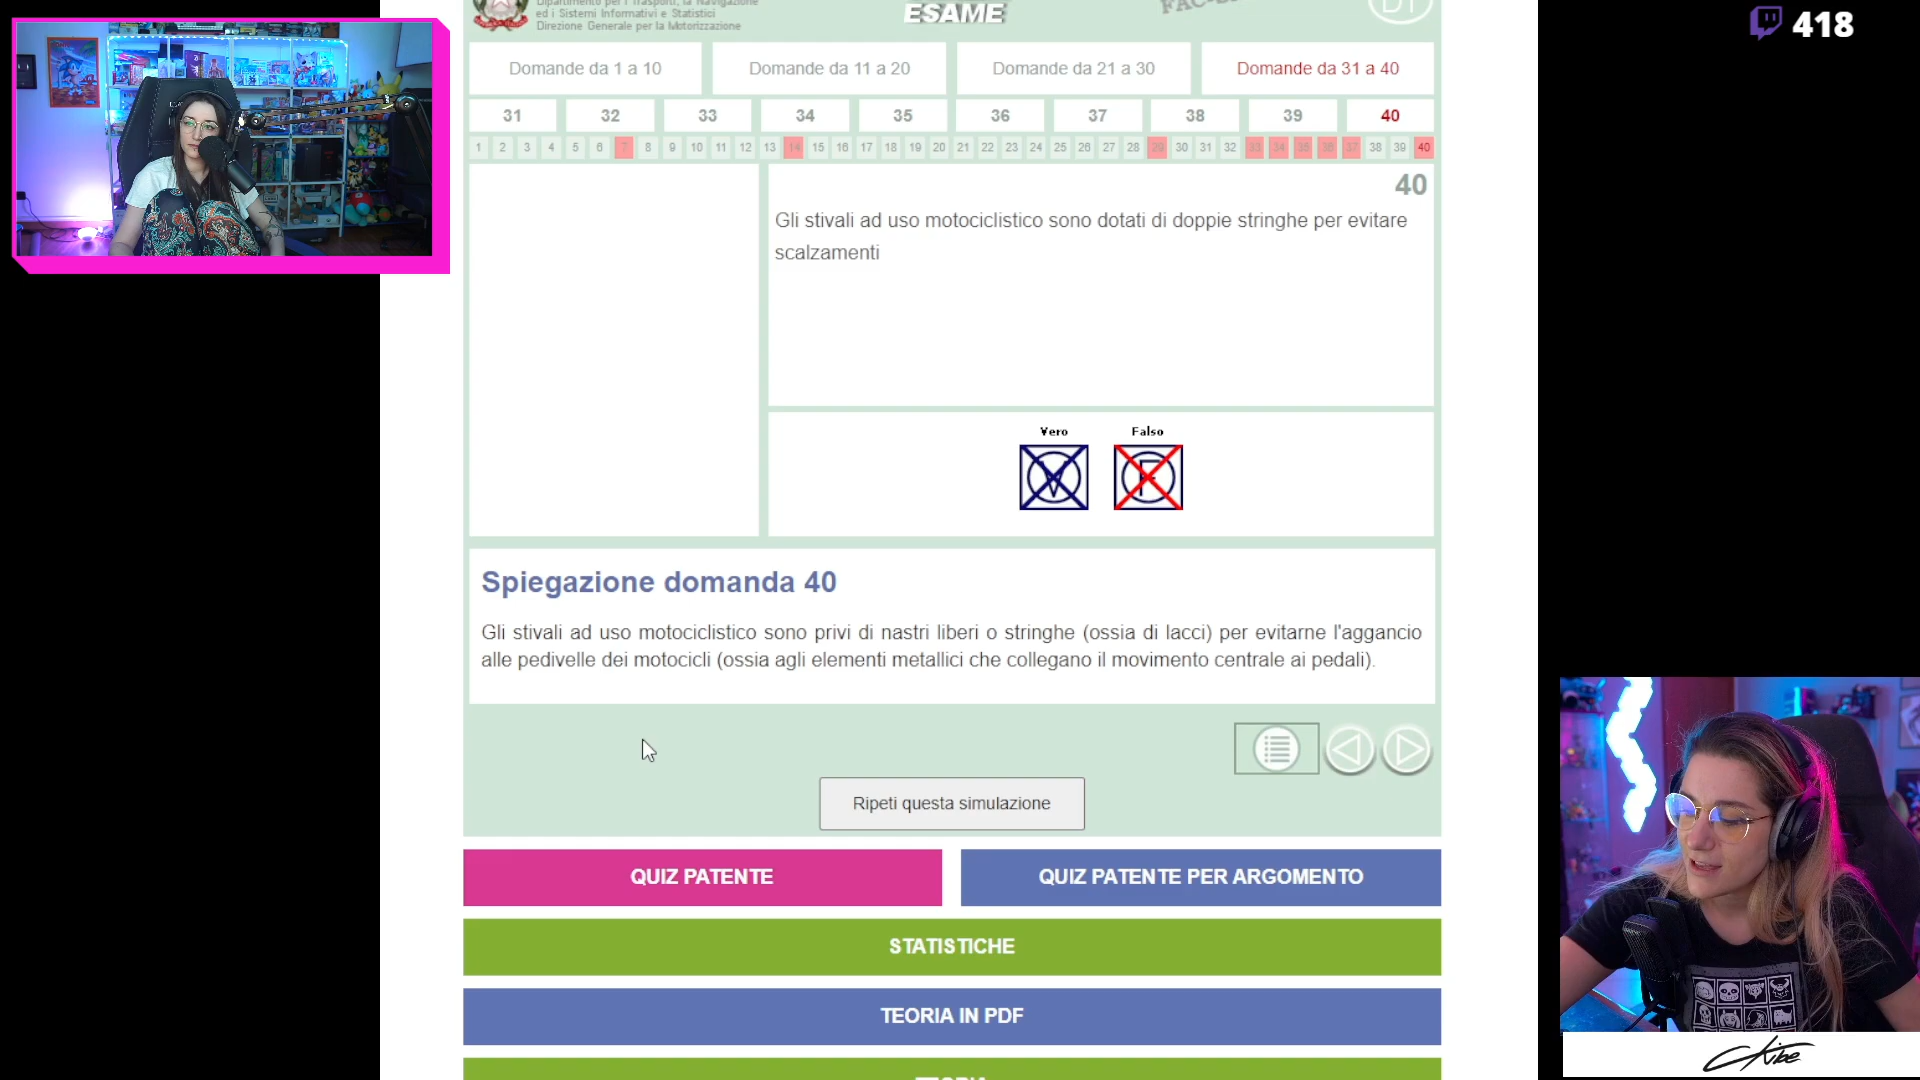 418
Dipartimento per i Trasporti, la Navigazione
ed i Sistemi Informativi e Statistici
Direzione Generale per la Motorizzazione
ESAME
Domande da 1 a 10
Domande da 11 a 20
Domande da 21 a 30
Domande da 31 a 40
31 32 33 34 35 36 37 38 39 40
1 2 3 4 5 6 7 8 9 10 11 12 13 14 15 16 17 18 19 20 21 22 23 24 25 26 27 28 29 30 31 32 33 34 35 36 37 38 39 40
40
Gli stivali ad uso motociclistico sono dotati di doppie stringhe per evitare
scalzamenti
Vero Falso
V F
Spiegazione domanda 40
Gli stivali ad uso motociclistico sono privi di nastri liberi o stringhe (ossia di lacci) per evitarne l'aggancio
alle pedivelle dei motocicli (ossia agli elementi metallici che collegano il movimento centrale ai pedali).
Ripeti questa simulazione
QUIZ PATENTE
QUIZ PATENTE PER ARGOMENTO
STATISTICHE
TEORIA IN PDF